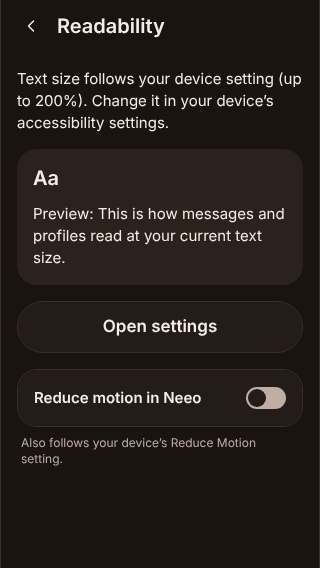 Readability
Text size follows your device setting (up
to 200%). Change it in your device’s
accessibility settings.
Aa
Preview: This is how messages and
profiles read at your current text
size.
Open settings
Reduce motion in Neeo
Also follows your device’s Reduce Motion
setting.